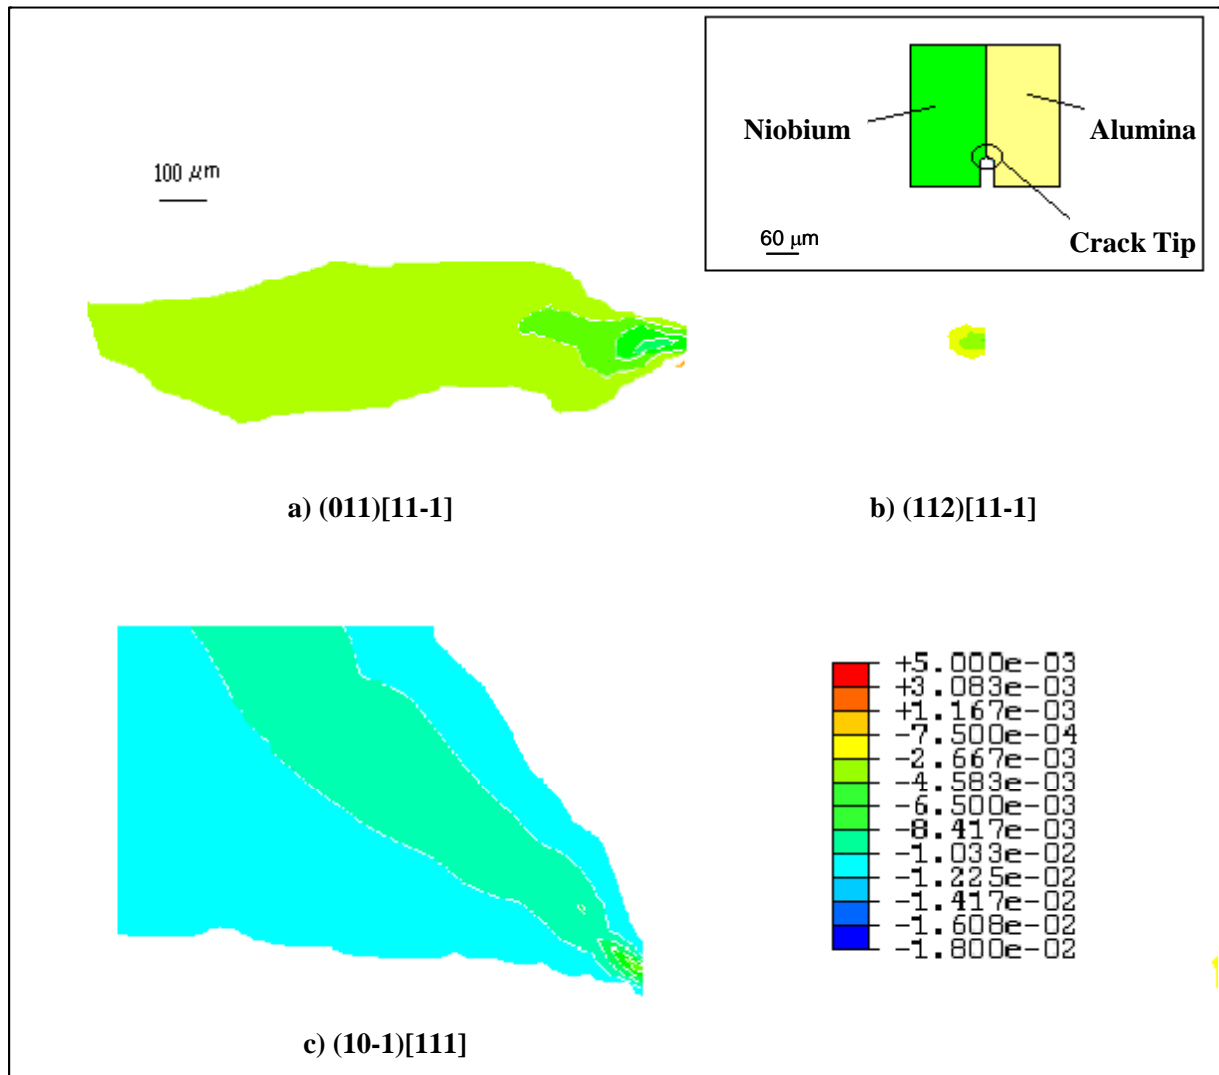 Niobium
Alumina
Crack Tip
60 μm
100 μm
a) (011)[11-1]
b) (112)[11-1]
+5.000e-03
+3.083e-03
+1.167e-03
-7.500e-04
-2.667e-03
-4.583e-03
-6.500e-03
-8.417e-03
-1.033e-02
-1.225e-02
-1.417e-02
-1.608e-02
-1.800e-02
c) (10-1)[111]